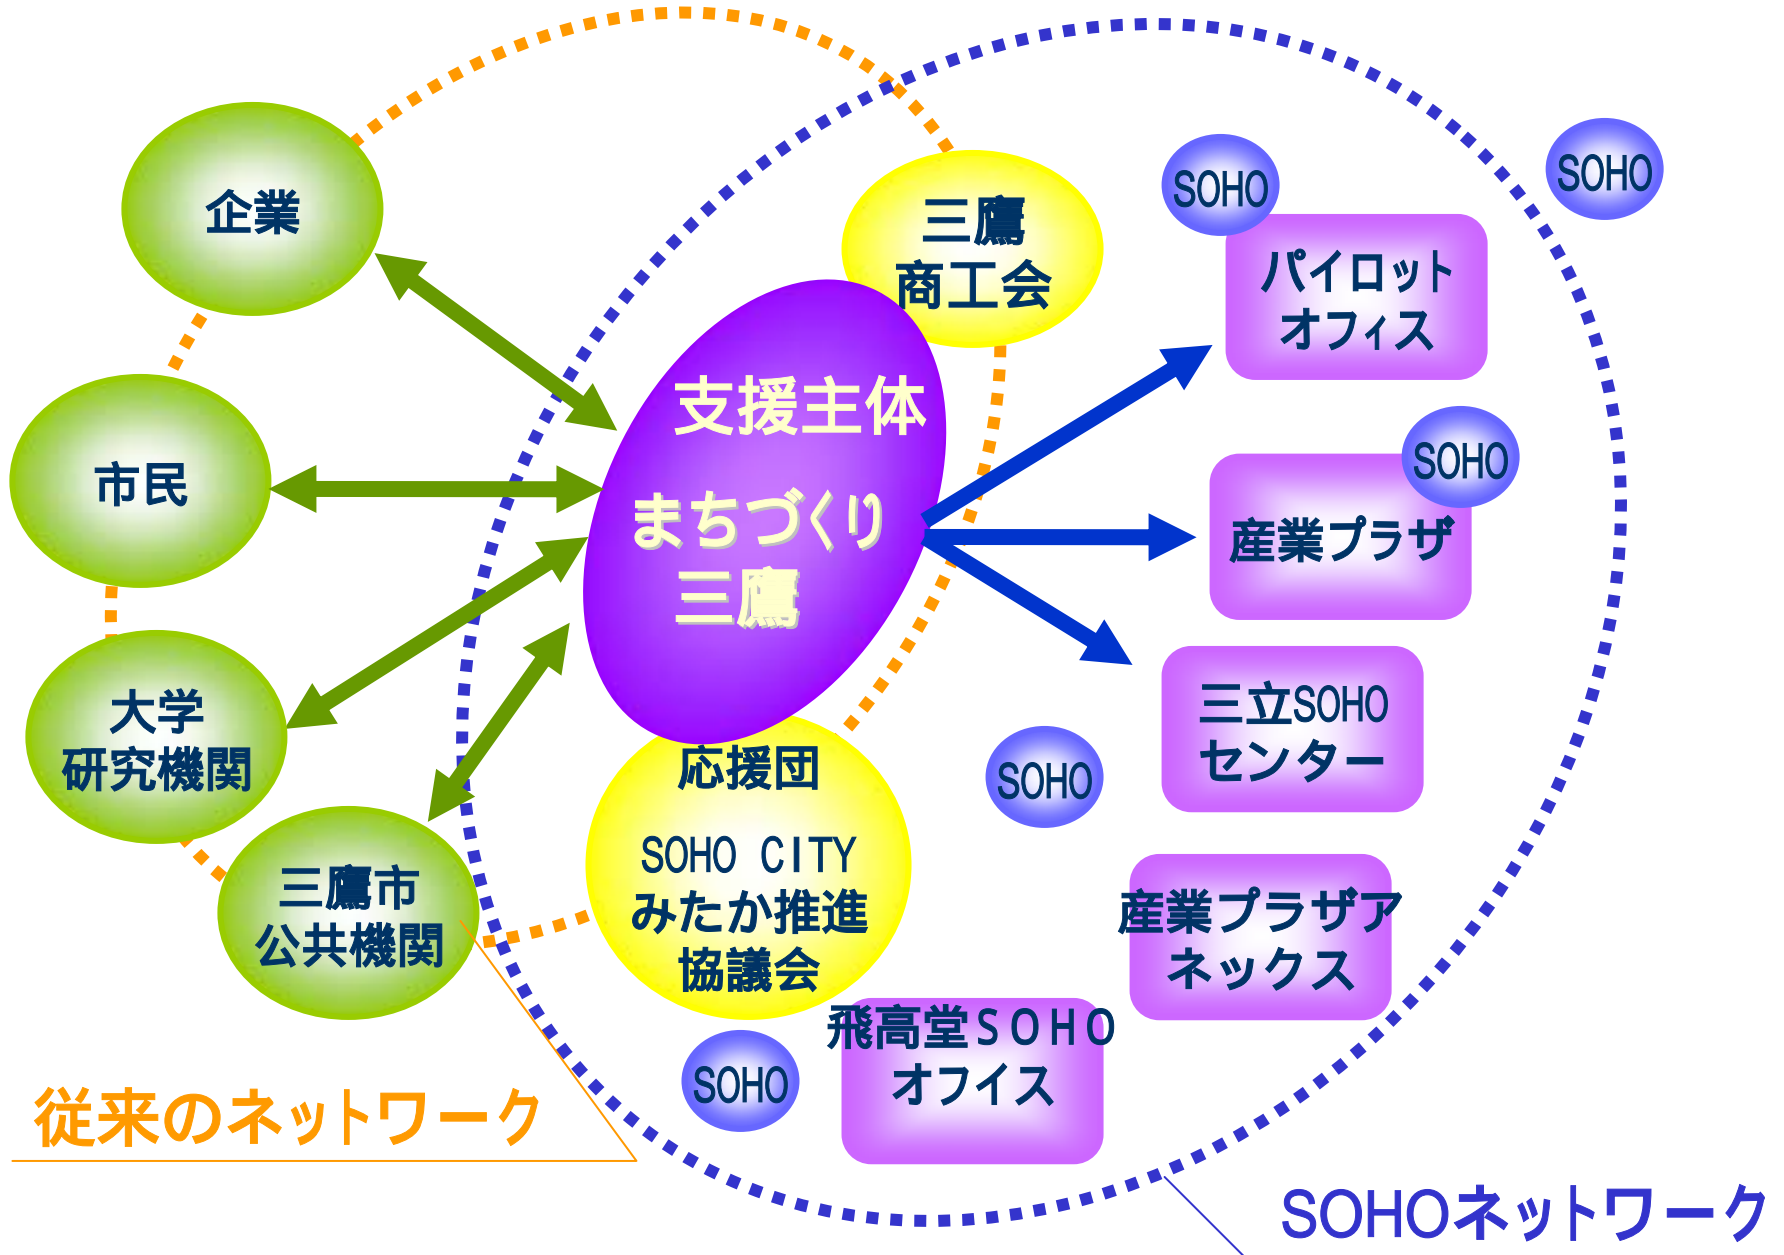 企業
市民
大学
研究機関
三鷹市
公共機関
三鷹
商工会
支援主体
まちづくり
三鷹
応援団
SOHO CITY
みたか推進
協議会
SOHO
SOHO
パイロット
オフィス
SOHO
産業プラザ
三立SOHO
センター
SOHO
産業プラザア
ネックス
飛高堂SOHO
オフイス
SOHO
従来のネットワーク
SOHOネットワーク